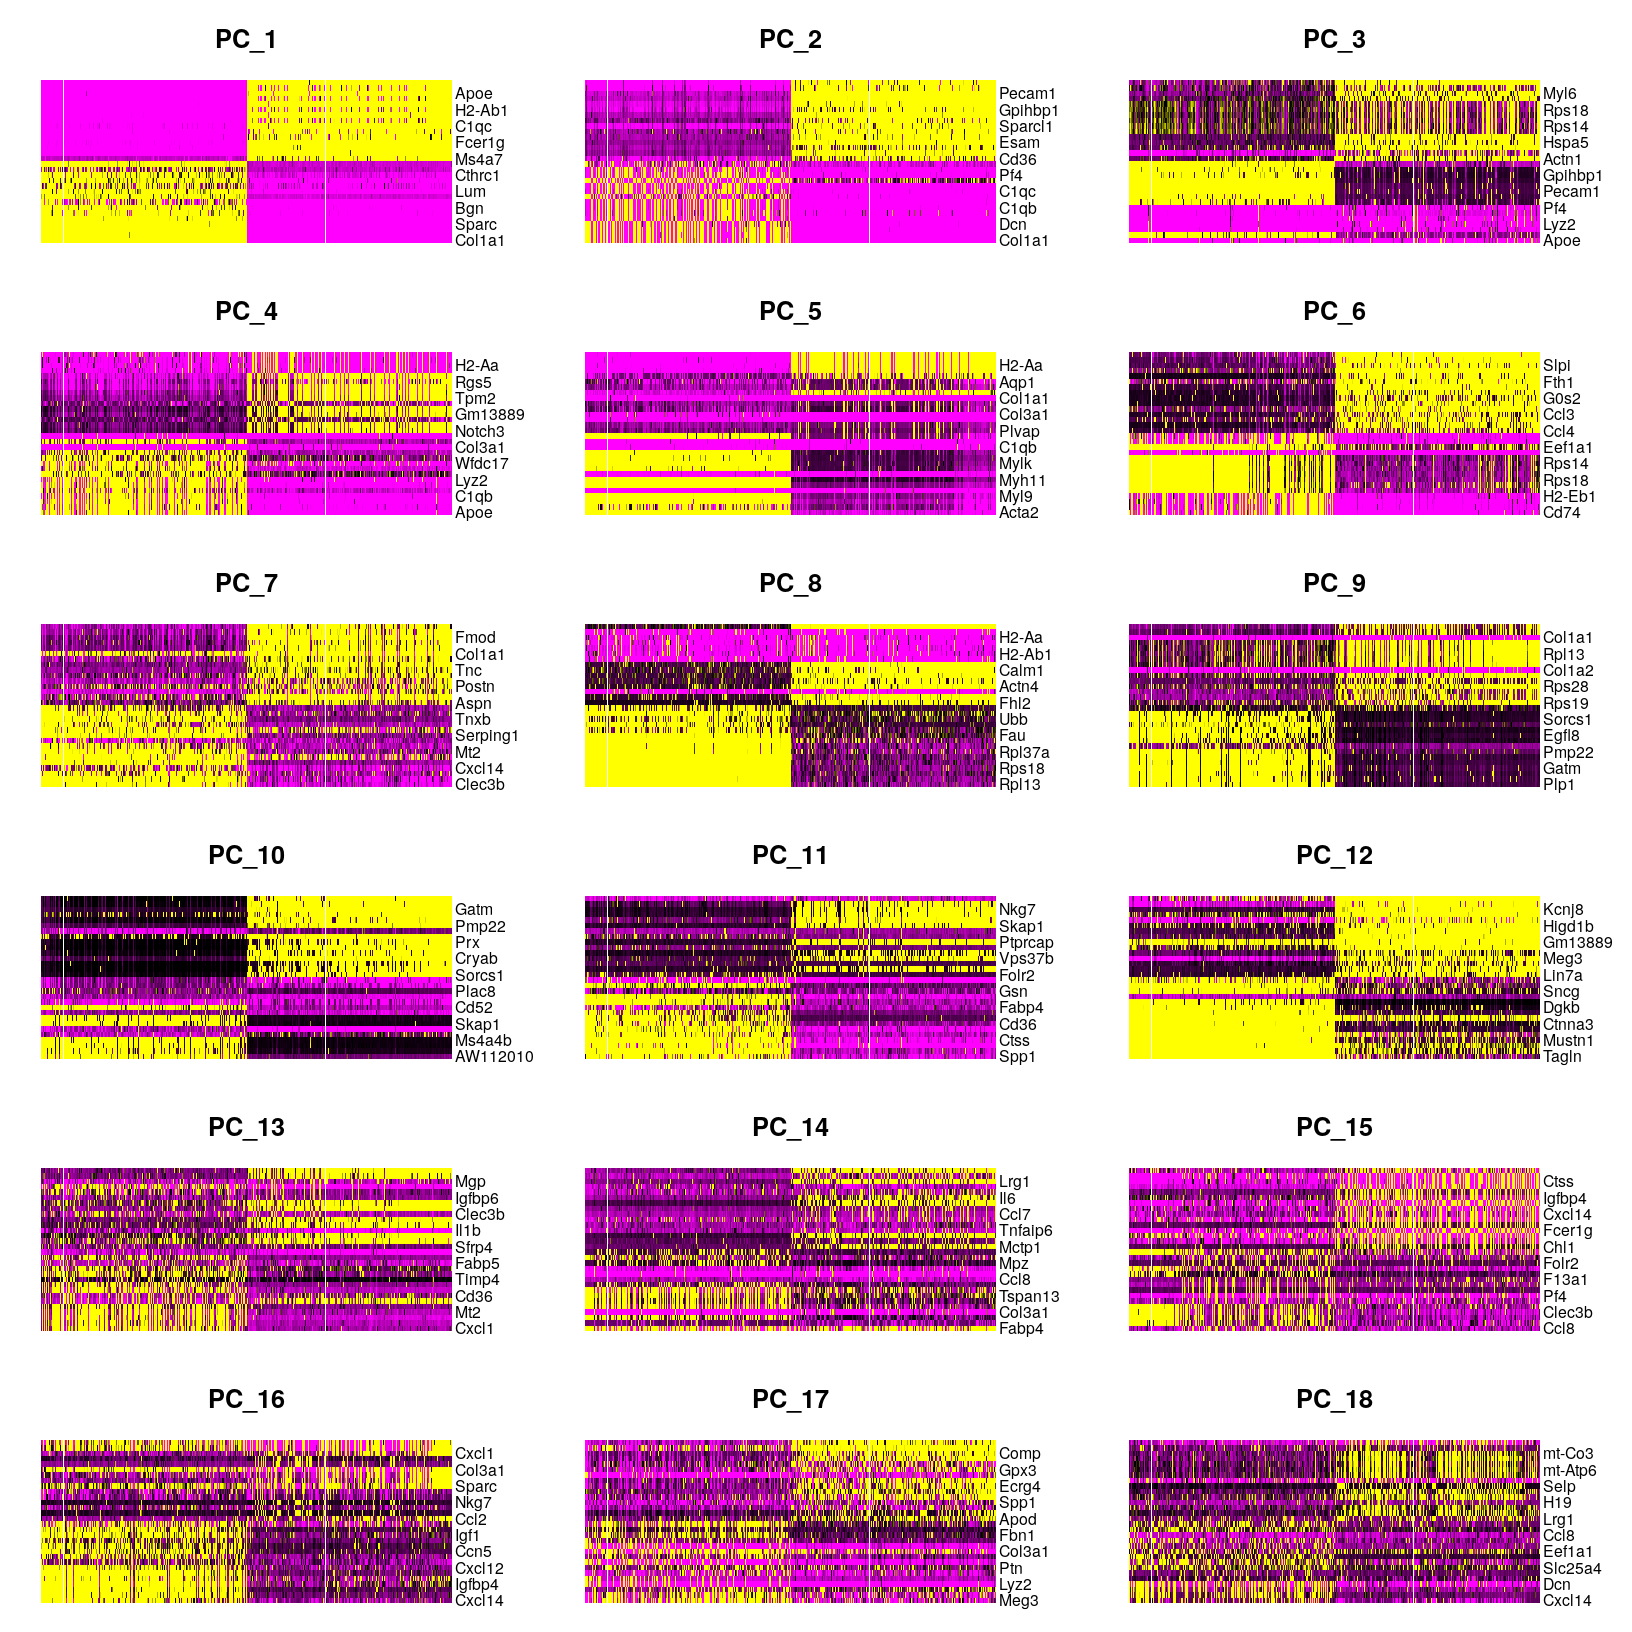 PC_1
Apoe
H2-Ab1
C1qc
Fcer1g
Ms4a7
Cthrc1
Lum
Bgn
Sparc
Col1a1
PC_2
Pecam1
Gpihbp1
Sparcl1
Esam
Cd36
Pf4
C1qc
C1qb
Dcn
Col1a1
PC_3
Myl6
Rps18
Rps14
Hspa5
Actn1
Gpihbp1
Pecam1
Pf4
Lyz2
Apoe
PC_4
H2-Aa
Rgs5
Tpm2
Gm13889
Notch3
Col3a1
Wfdc17
Lyz2
C1qb
Apoe
PC_5
H2-Aa
Aqp1
Col1a1
Col3a1
Plvap
C1qb
Mylk
Myh11
Myl9
Acta2
PC_6
Slpi
Fth1
G0s2
Ccl3
Ccl4
Eef1a1
Rps14
Rps18
H2-Eb1
Cd74
PC_7
Fmod
Col1a1
Tnc
Postn
Aspn
Tnxb
Serping1
Mt2
Cxcl14
Clec3b
PC_8
H2-Aa
H2-Ab1
Calm1
Actn4
Fhl2
Ubb
Fau
Rpl37a
Rps18
Rpl13
PC_9
Col1a1
Rpl13
Col1a2
Rps28
Rps19
Sorcs1
Egfl8
Pmp22
Gatm
Plp1
PC_10
Gatm
Pmp22
Prx
Cryab
Sorcs1
Plac8
Cd52
Skap1
Ms4a4b
AW112010
PC_11
Nkg7
Skap1
Ptprcap
Vps37b
Folr2
Gsn
Fabp4
Cd36
Ctss
Spp1
PC_12
Kcnj8
Higd1b
Gm13889
Meg3
Lin7a
Sncg
Dgkb
Ctnna3
Mustn1
Tagln
PC_13
Mgp
Igfbp6
Clec3b
Il1b
Sfrp4
Fabp5
Timp4
Cd36
Mt2
Cxcl1
PC_14
Lrg1
Il6
Ccl7
Tnfaip6
Mctp1
Mpz
Ccl8
Tspan13
Col3a1
Fabp4
PC_15
Ctss
Igfbp4
Cxcl14
Fcer1g
Chl1
Folr2
F13a1
Pf4
Clec3b
Ccl8
PC_16
Cxcl1
Col3a1
Sparc
Nkg7
Ccl2
Igf1
Ccn5
Cxcl12
Igfbp4
Cxcl14
PC_17
Comp
Gpx3
Ecrg4
Spp1
Apod
Fbn1
Col3a1
Ptn
Lyz2
Meg3
PC_18
mt-Co3
mt-Atp6
Selp
H19
Lrg1
Ccl8
Eef1a1
Slc25a4
Dcn
Cxcl14